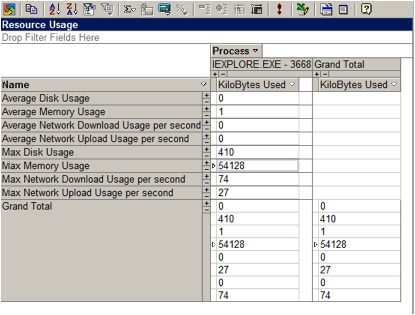 Resource Usage
Drop Filter Fields Here
Process
IEXPLORE.EXE - 3668 Grand Total
Name KiloBytes Used KiloBytes Used
Average Disk Usage 0
Average Memory Usage 1
Average Network Download Usage per second 0
Average Network Upload Usage per second 0
Max Disk Usage 410
Max Memory Usage 54128
Max Network Download Usage per second 74
Max Network Upload Usage per second 27
Grand Total 0 0
410 410
1 1
54128 54128
0 0
27 27
0 0
74 74